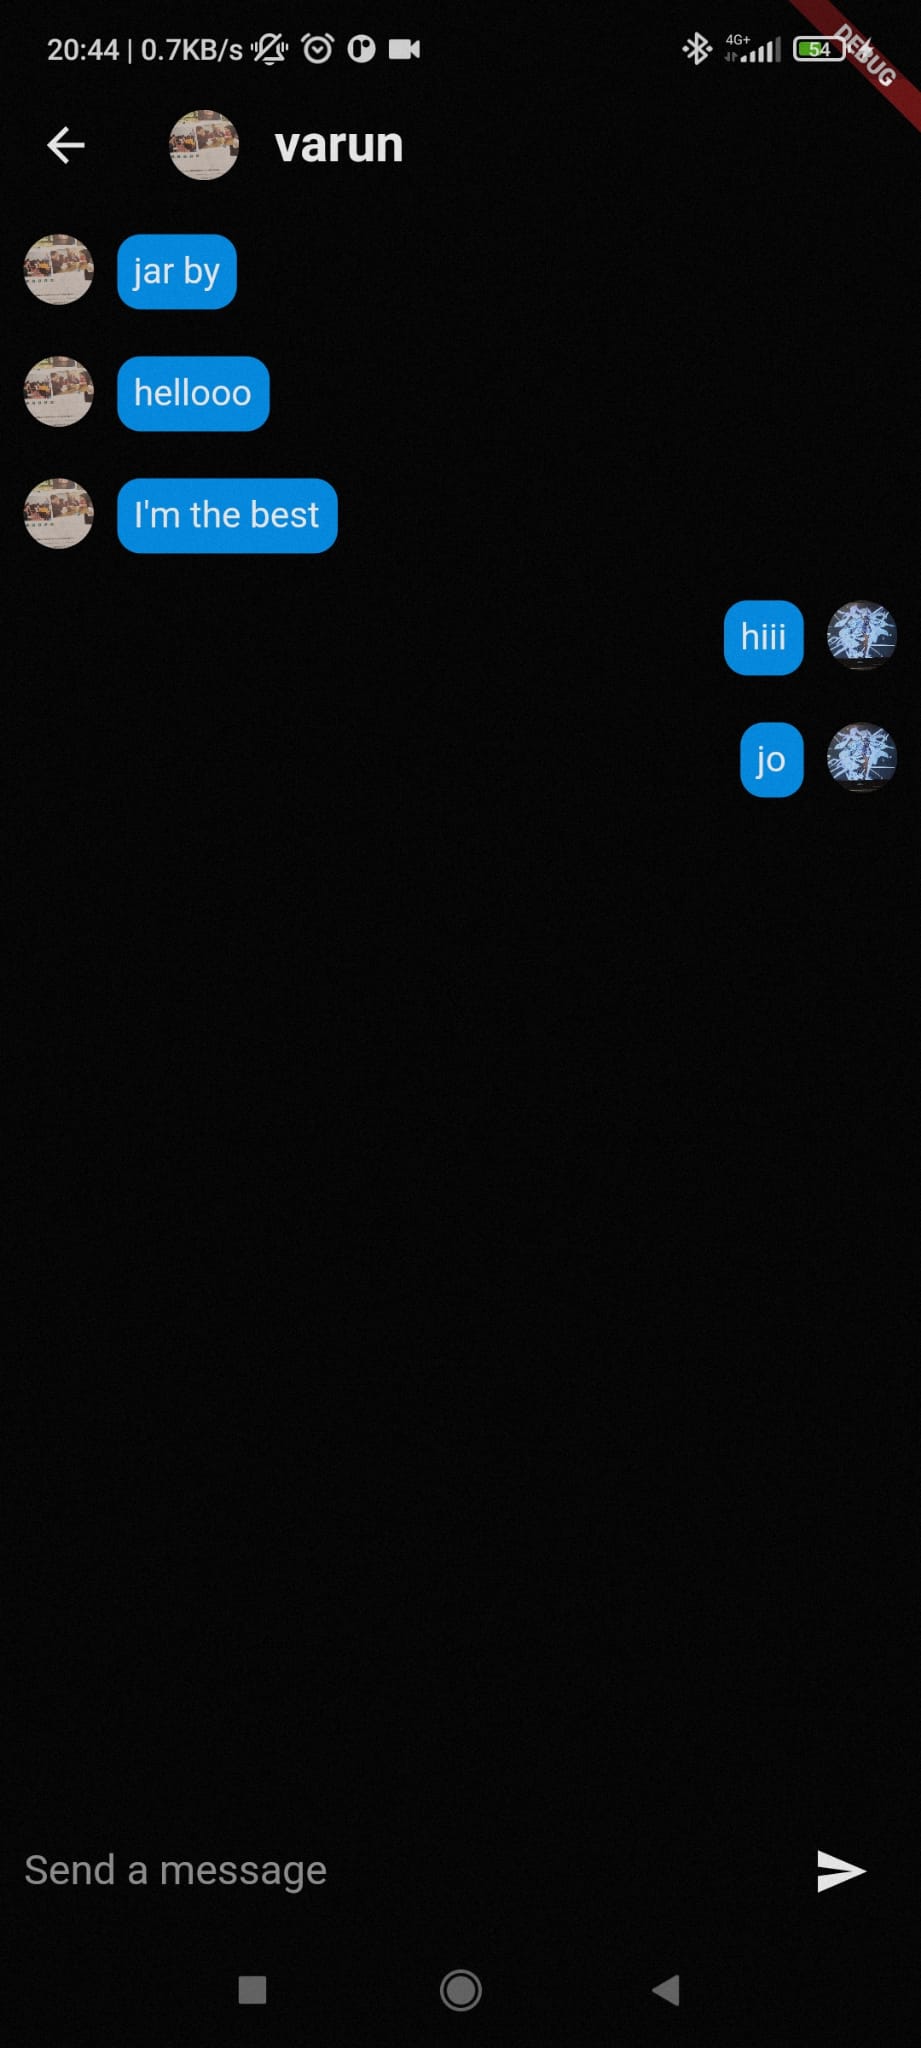 20:44 | 0.7KB/s
4G+
54
DEBUG
varun
jar by
hellooo
I'm the best
hiii
jo
Send a message